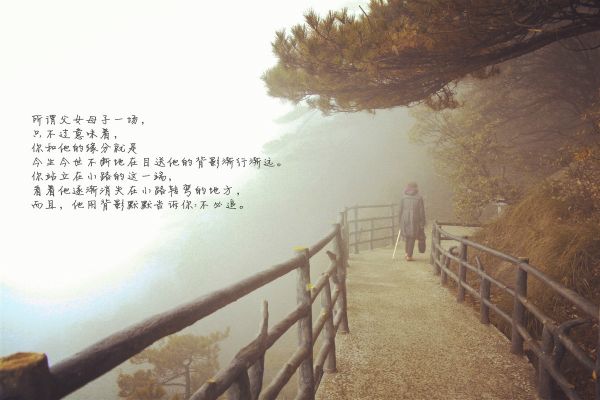 所谓父女母子一场，
只不过意味着，
你和他的缘分就是
今生今世不断地在目送他的背影渐行渐远。
你站立在小路的这一端，
看着他逐渐消失在小路转弯的地方，
而且，他用背影默默告诉你:不必追。